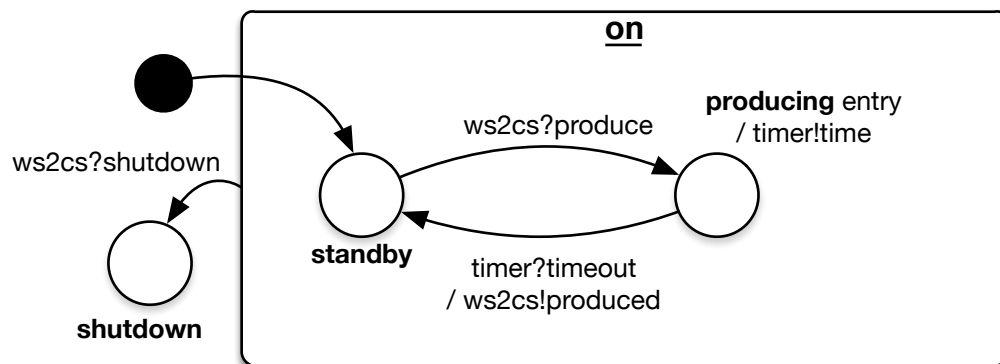 on
producing entry
/ timer!time
ws2cs?produce
ws2cs?shutdown
standby
timer?timeout
/ ws2cs!produced
shutdown